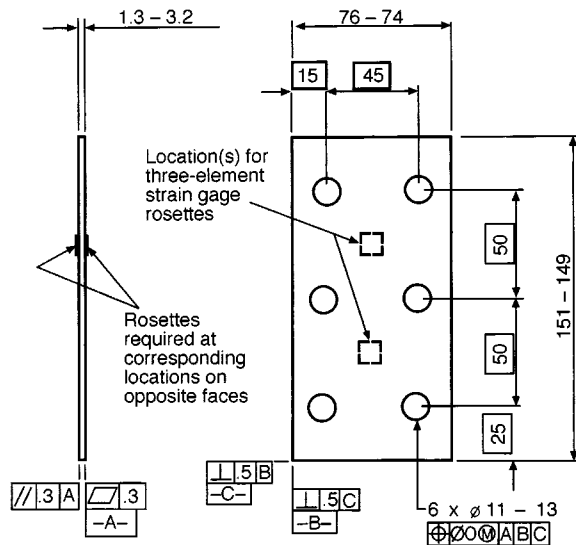 1.3 – 3.2
76 – 74
15
45
Location(s) for
three-element
strain gage
rosettes
50
151 – 149
Rosettes
required at
corresponding
locations on
opposite faces
50
25
⊥ .5 B
–C–
// .3 A
⏥ .3
–A–
⊥ .5 C
–B–
6 x ø 11 – 13
⌖ Ø0 Ⓜ A B C